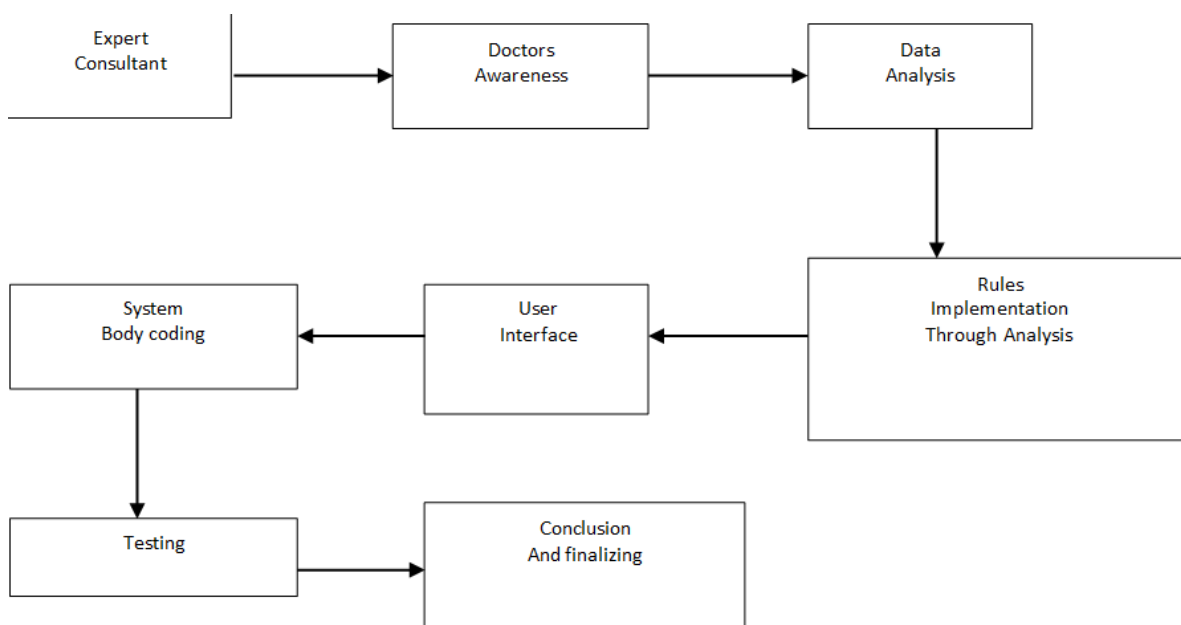 Expert
Consultant
Doctors
Awareness
Data
Analysis
Rules
Implementation
Through Analysis
User
Interface
System
Body coding
Testing
Conclusion
And finalizing